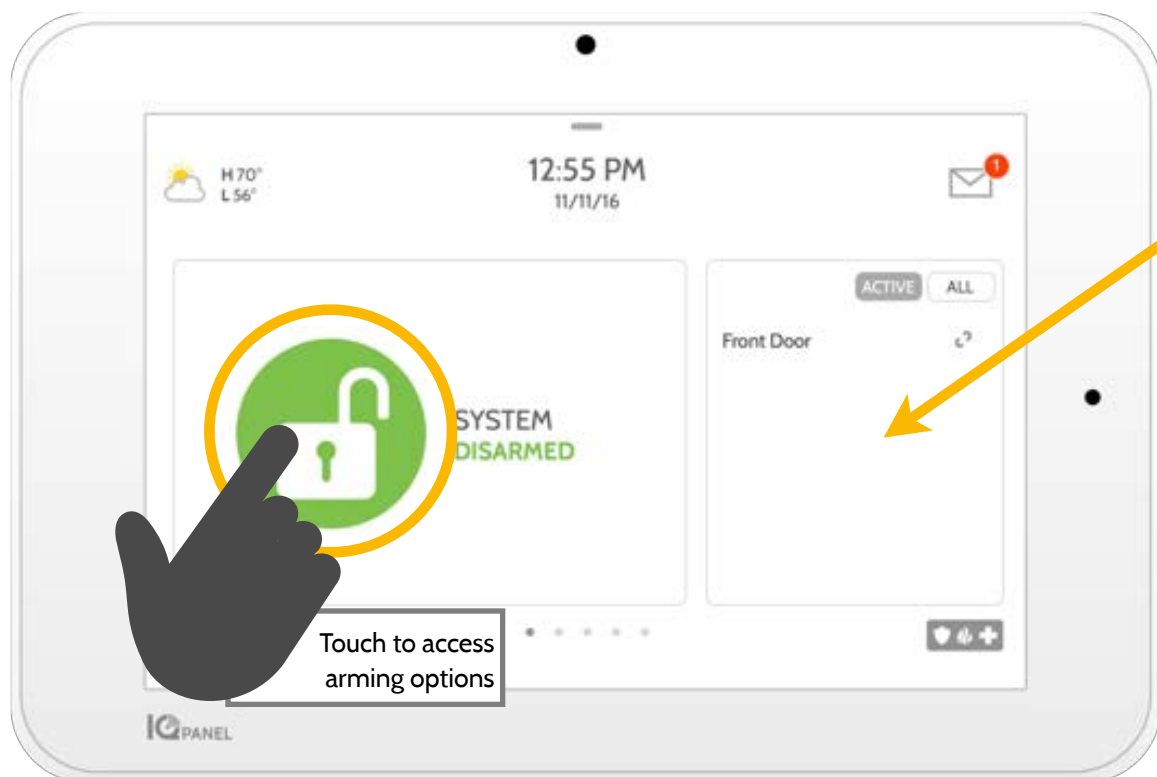 H 70°
L 56°
12:55 PM
11/11/16
1
ACTIVE ALL
Front Door
SYSTEM
DISARMED
Touch to access
arming options
IQ PANEL